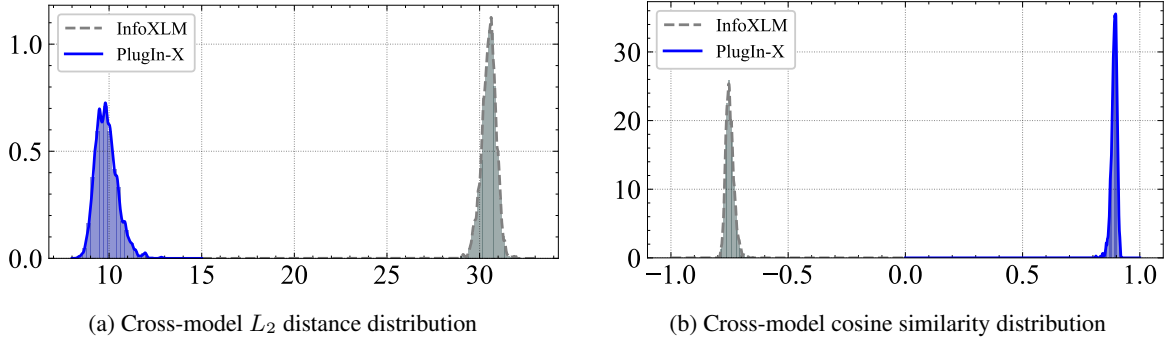 InfoXLM
PlugIn-X
1.0
0.5
0.0
10
15
20
25
30
(a) Cross-model L₂ distance distribution
InfoXLM
PlugIn-X
30
20
10
0
−1.0
−0.5
0.0
0.5
1.0
(b) Cross-model cosine similarity distribution